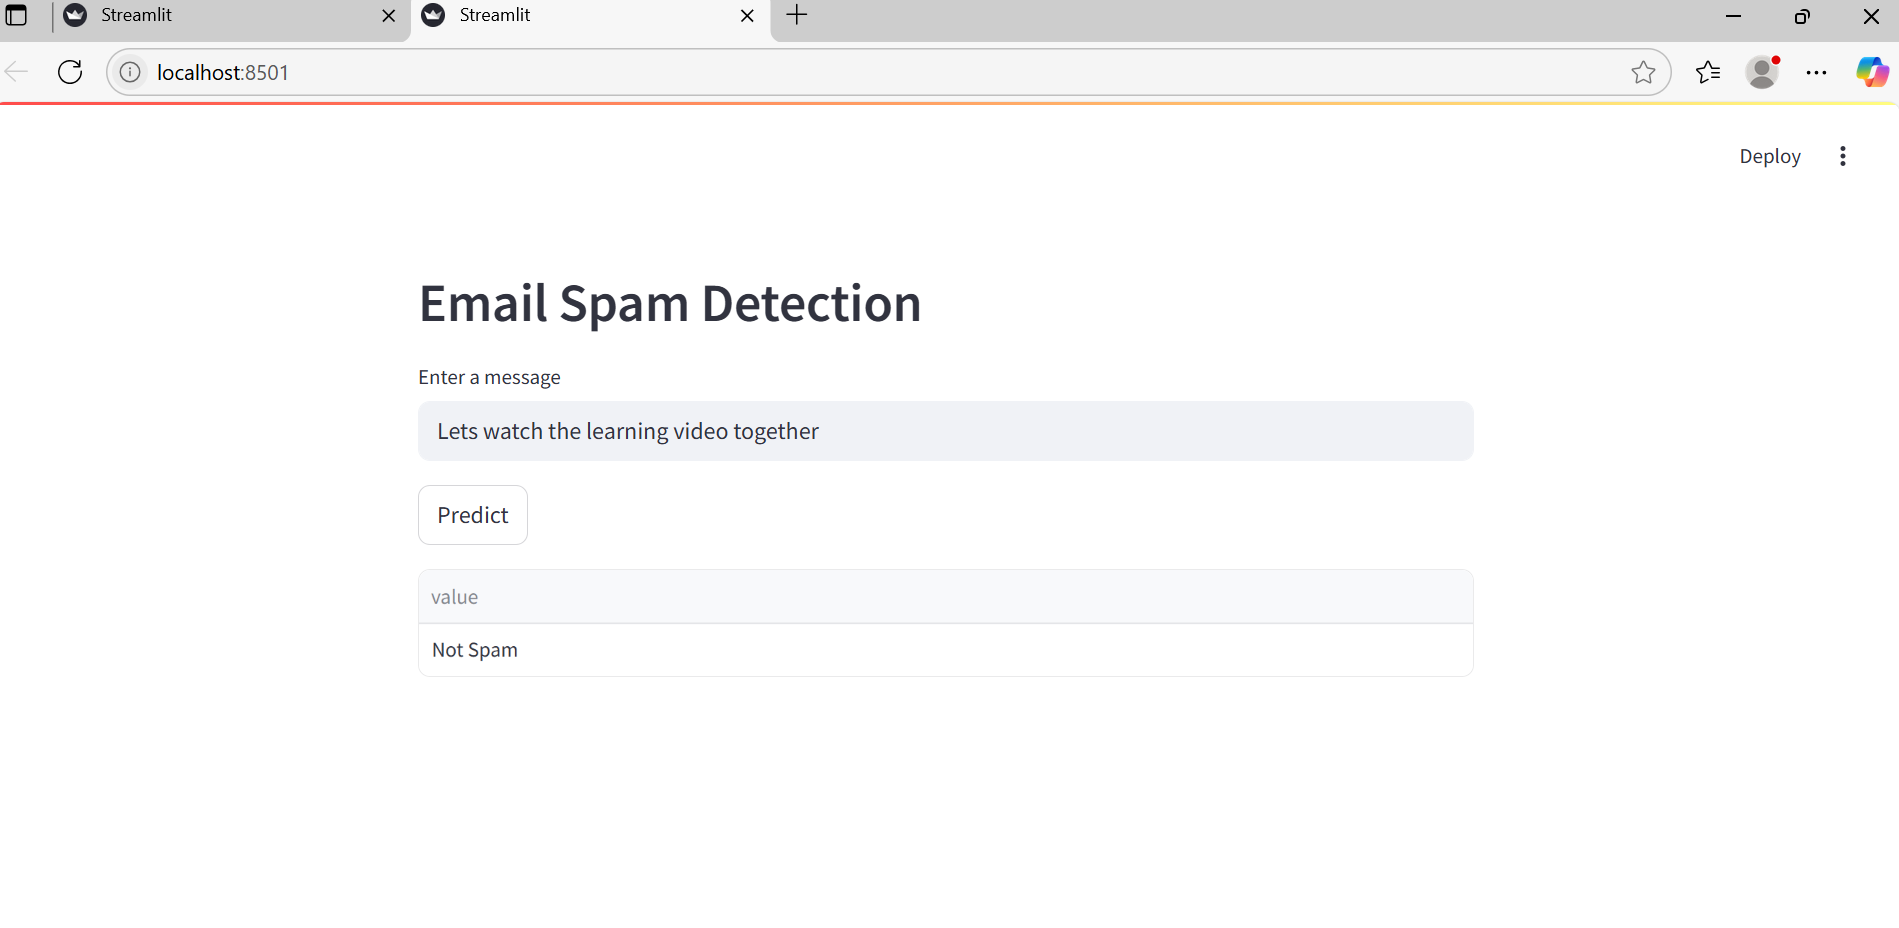 Streamlit
Streamlit
localhost:8501
Deploy
Email Spam Detection
Enter a message
Lets watch the learning video together
Predict
value
Not Spam